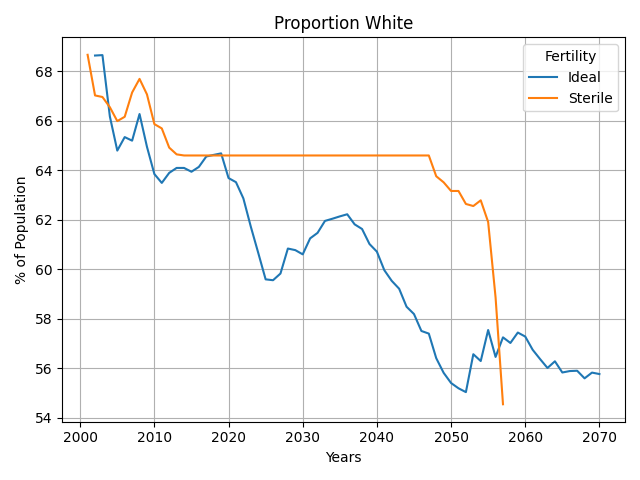 Proportion White
Fertility
Ideal
Sterile
% of Population
68
66
64
62
60
58
56
54
2000 2010 2020 2030 2040 2050 2060 2070
Years